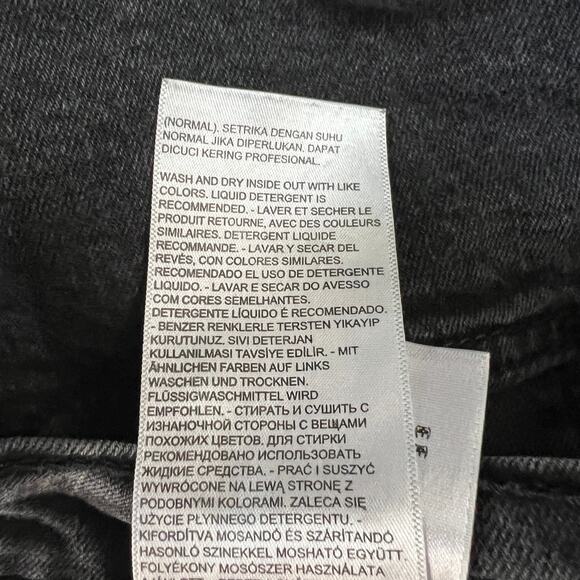 (NORMAL). SETRIKA DENGAN SUHU
NORMAL JIKA DIPERLUKAN. DAPAT
DICUCI KERING PROFESIONAL.
WASH AND DRY INSIDE OUT WITH LIKE
COLORS. LIQUID DETERGENT IS
RECOMMENDED. - LAVER ET SECHER LE
PRODUIT RETOURNE, AVEC DES COULEURS
SIMILAIRES. DETERGENT LIQUIDE
RECOMMANDE. - LAVAR Y SECAR DEL
REVÉS, CON COLORES SIMILARES.
RECOMENDADO EL USO DE DETERGENTE
LIQUIDO. - LAVAR E SECAR DO AVESSO
COM CORES SEMELHANTES.
DETERGENTE LÍQUIDO É RECOMENDADO.
- BENZER RENKLERLE TERSTEN YIKAYIP
KURUTUNUZ. SIVI DETERJAN
KULLANILMASI TAVSİYE EDİLİR. - MIT
ÄHNLICHEN FARBEN AUF LINKS
WASCHEN UND TROCKNEN.
FLÜSSIGWASCHMITTEL WIRD
EMPFOHLEN. - СТИРАТЬ И СУШИТЬ С
ИЗНАНОЧНОЙ СТОРОНЫ С ВЕЩАМИ
ПОХОЖИХ ЦВЕТОВ. ДЛЯ СТИРКИ
РЕКОМЕНДОВАНО ИСПОЛЬЗОВАТЬ
ЖИДКИЕ СРЕДСТВА. - PRAĆ I SUSZYĆ
WYWRÓCONE NA LEWĄ STRONĘ Z
PODOBNYMI KOLORAMI. ZALECA SIĘ
UŻYCIE PŁYNNEGO DETERGENTU. -
KIFORDÍTVA MOSANDÓ ÉS SZÁRÍTANDÓ
HASONLÓ SZINEKKEL MOSHATÓ EGYÜTT.
FOLYÉKONY MOSÓSZER HASZNÁLATA